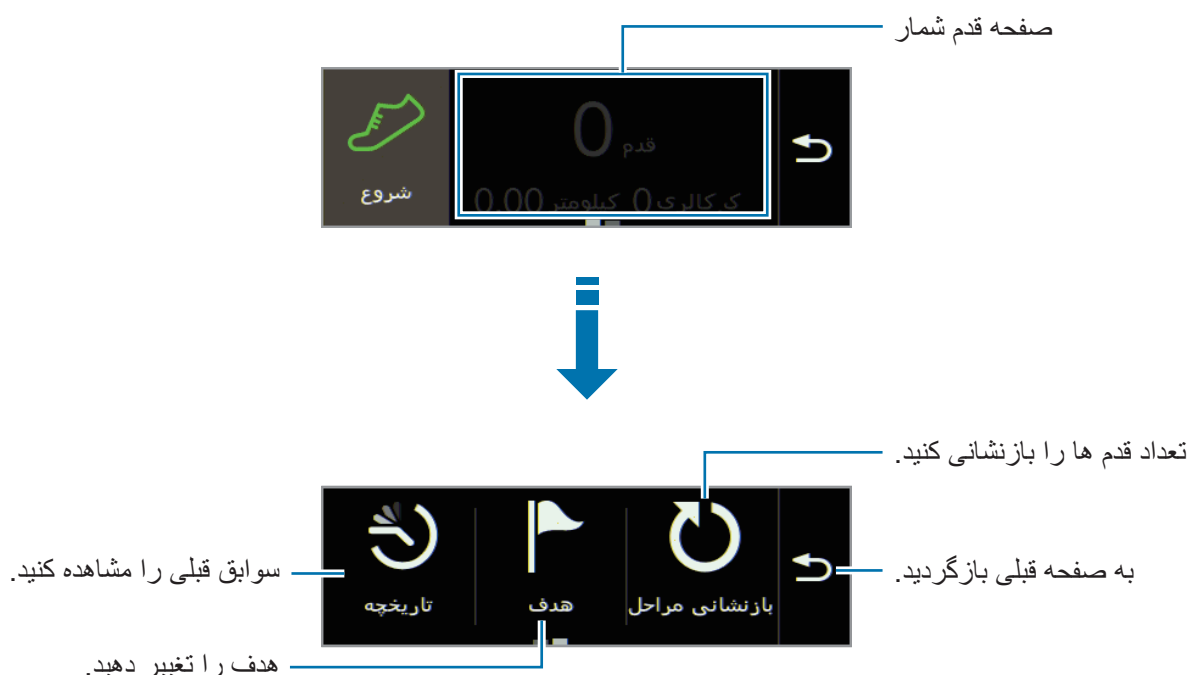 صفحه قدم شمار
0 قدم
شروع
ک کالری 0 کیلومتر 0.00
تعداد قدم ها را بازنشانی کنید.
به صفحه قبلی بازگردید.
سوابق قبلی را مشاهده کنید.
بازنشانی مراحل
هدف
تاریخچه
هدف را تغییر دهید.